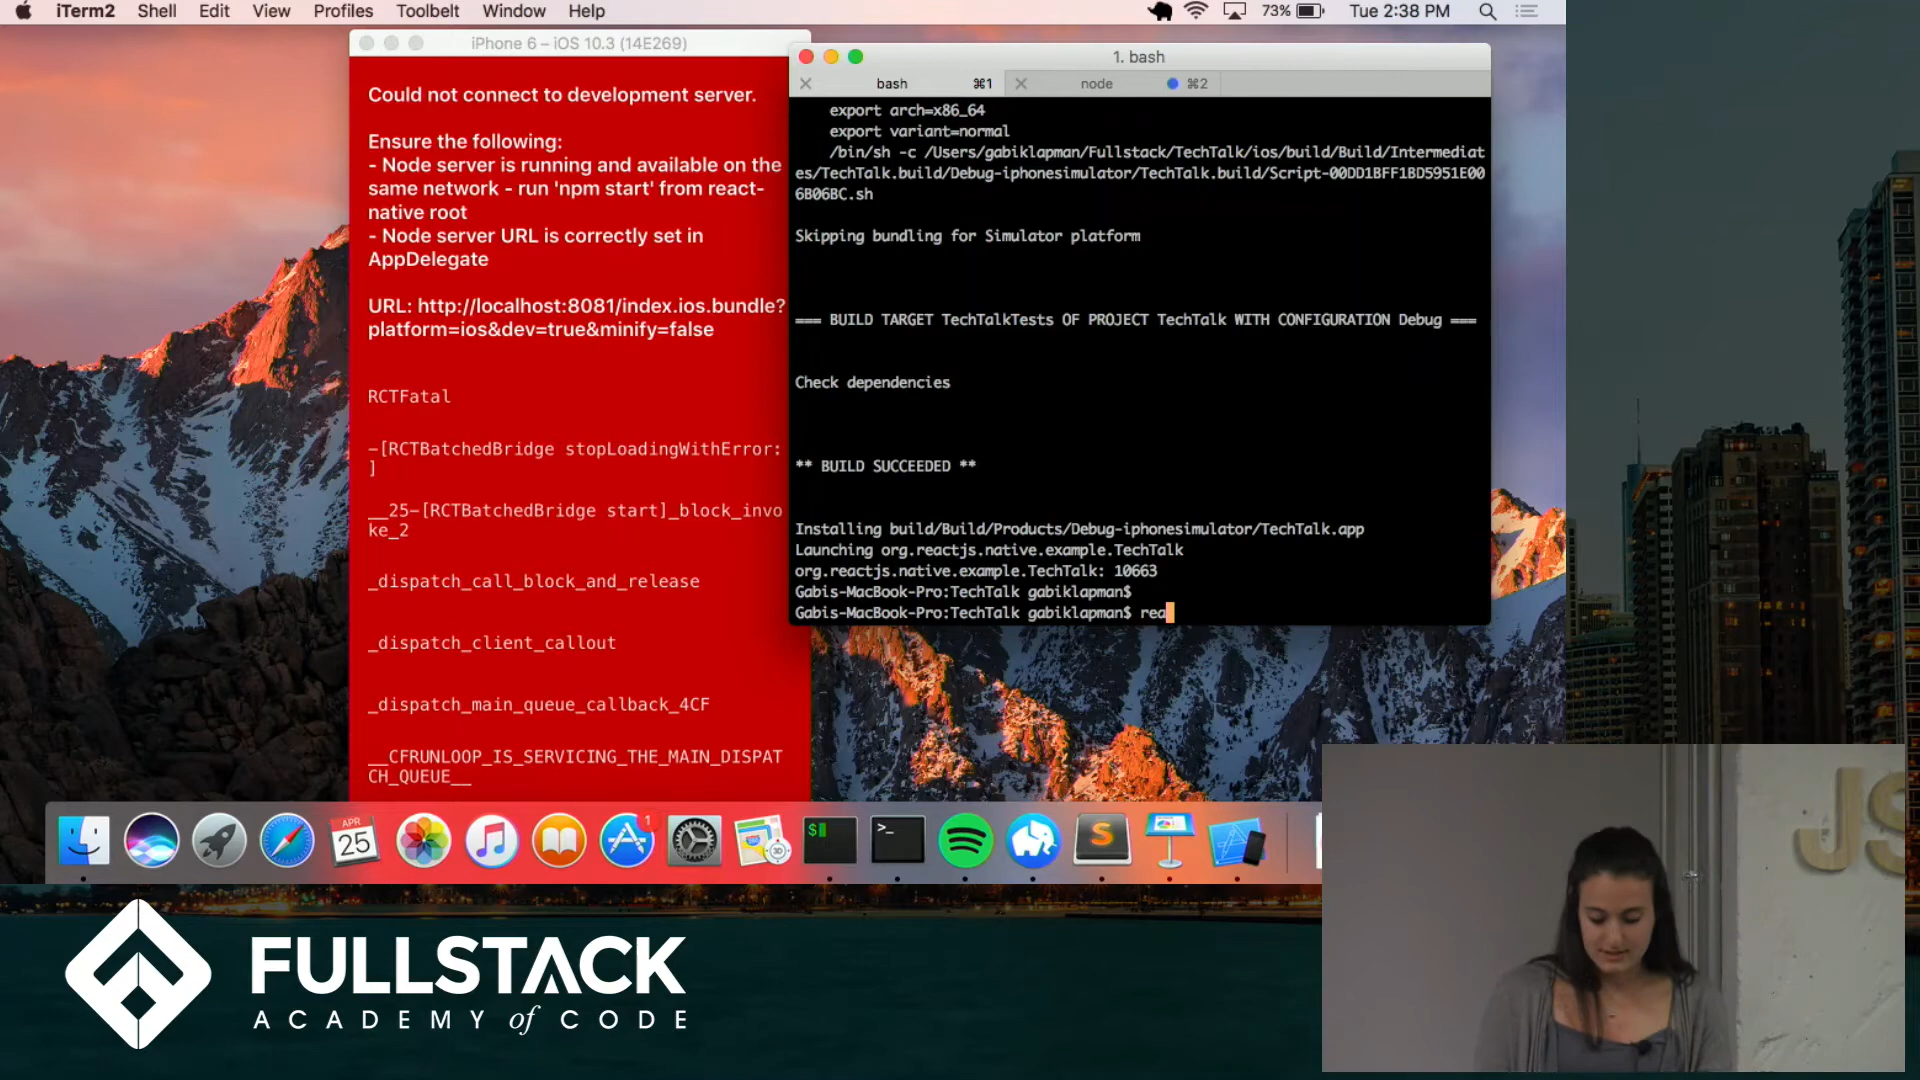 iTerm2 Shell Edit View Profiles Toolbelt Window Help
73% Tue 2:38 PM
iPhone 6 – iOS 10.3 (14E269)
Could not connect to development server.
Ensure the following:
- Node server is running and available on the
same network - run 'npm start' from react-
native root
- Node server URL is correctly set in
AppDelegate
URL: http://localhost:8081/index.ios.bundle?
platform=ios&dev=true&minify=false
RCTFatal
-[RCTBatchedBridge stopLoadingWithError:
]
__25-[RCTBatchedBridge start]_block_invo
ke_2
_dispatch_call_block_and_release
_dispatch_client_callout
_dispatch_main_queue_callback_4CF
__CFRUNLOOP_IS_SERVICING_THE_MAIN_DISPAT
CH_QUEUE__
1. bash
bash ⌘1 node ⌘2
export arch=x86_64
export variant=normal
/bin/sh -c /Users/gabiklapman/Fullstack/TechTalk/ios/build/Build/Intermediat
es/TechTalk.build/Debug-iphonesimulator/TechTalk.build/Script-00DD1BFF1BD5951E00
6B06BC.sh
Skipping bundling for Simulator platform
=== BUILD TARGET TechTalkTests OF PROJECT TechTalk WITH CONFIGURATION Debug ===
Check dependencies
** BUILD SUCCEEDED **
Installing build/Build/Products/Debug-iphonesimulator/TechTalk.app
Launching org.reactjs.native.example.TechTalk
org.reactjs.native.example.TechTalk: 10663
Gabis-MacBook-Pro:TechTalk gabiklapman$
Gabis-MacBook-Pro:TechTalk gabiklapman$ rea
APR
25
1
3D
$
>_
S
JS
FULLSTACK
ACADEMY of CODE